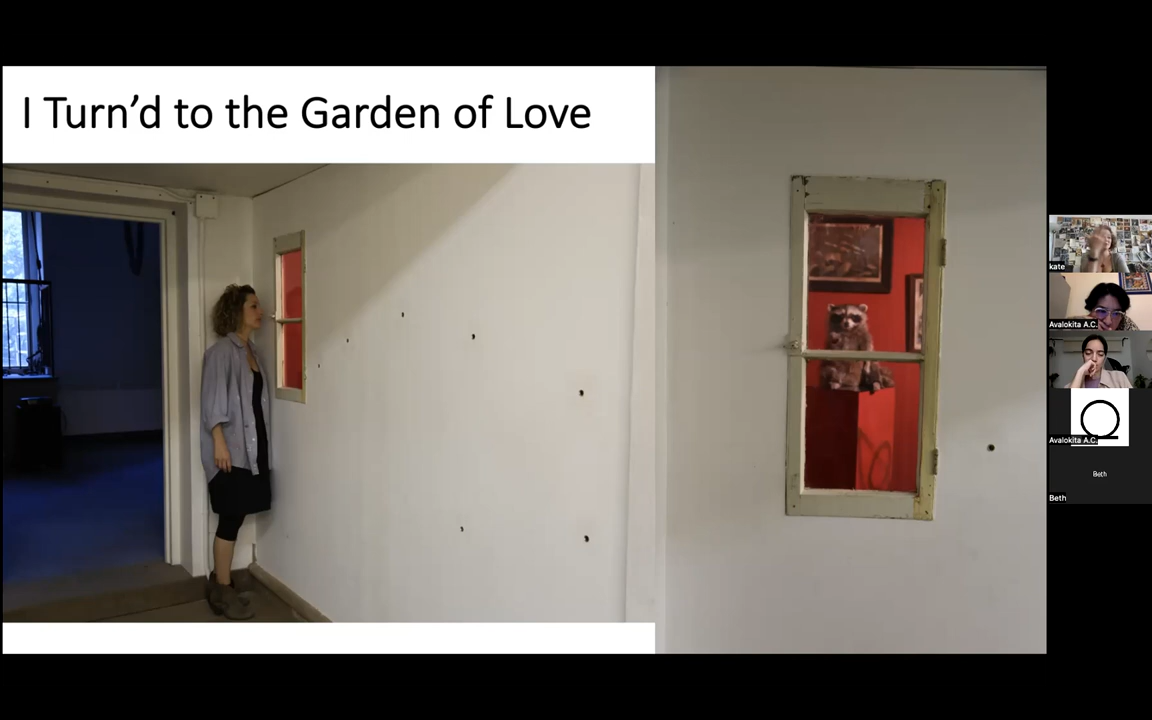 I Turn’d to the Garden of Love
kate
Avalokita A.C.
Avalokita A.C.
Beth
Beth